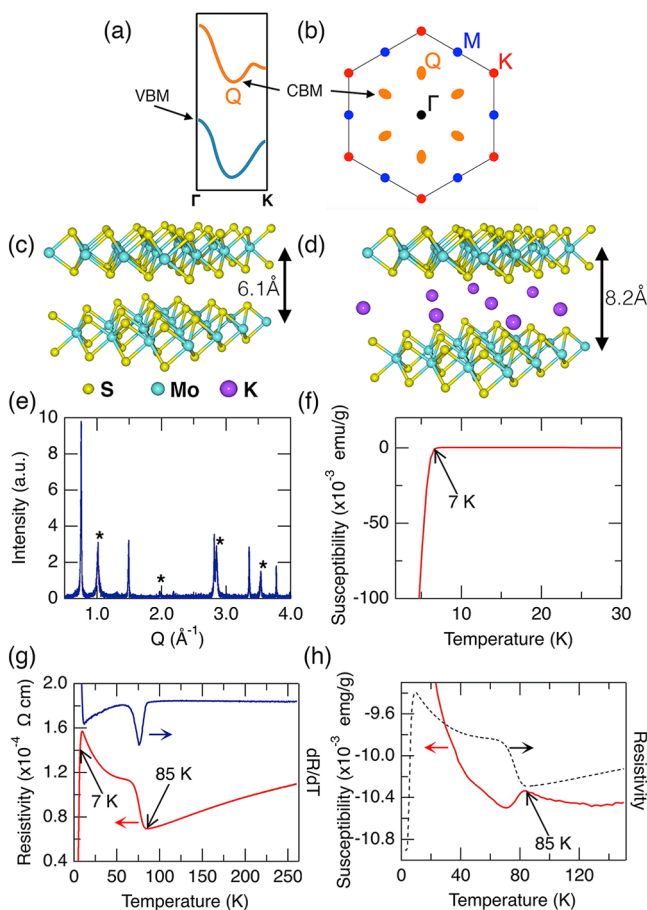 (a)
VBM
Q
CBM
Γ
K
(b)
M
Q
K
Γ
(c)
6.1Å
(d)
8.2Å
S Mo K
(e)
10
8
6
4
2
0
Intensity (a.u.)
*
*
*
*
1.0 2.0 3.0 4.0
Q (Å-1)
(f)
0
-50
-100
Susceptibility (x10-3 emu/g)
7 K
10 20 30
Temperature (K)
(g)
2.0
1.6
1.2
0.8
0.4
Resistivity (x10-4 Ω cm)
dR/dT
7 K
85 K
0 50 100 150 200 250
Temperature (K)
(h)
-9.6
-10.0
-10.4
-10.8
Susceptibility (x10-3 emg/g)
Resistivity
85 K
0 40 80 120
Temperature (K)